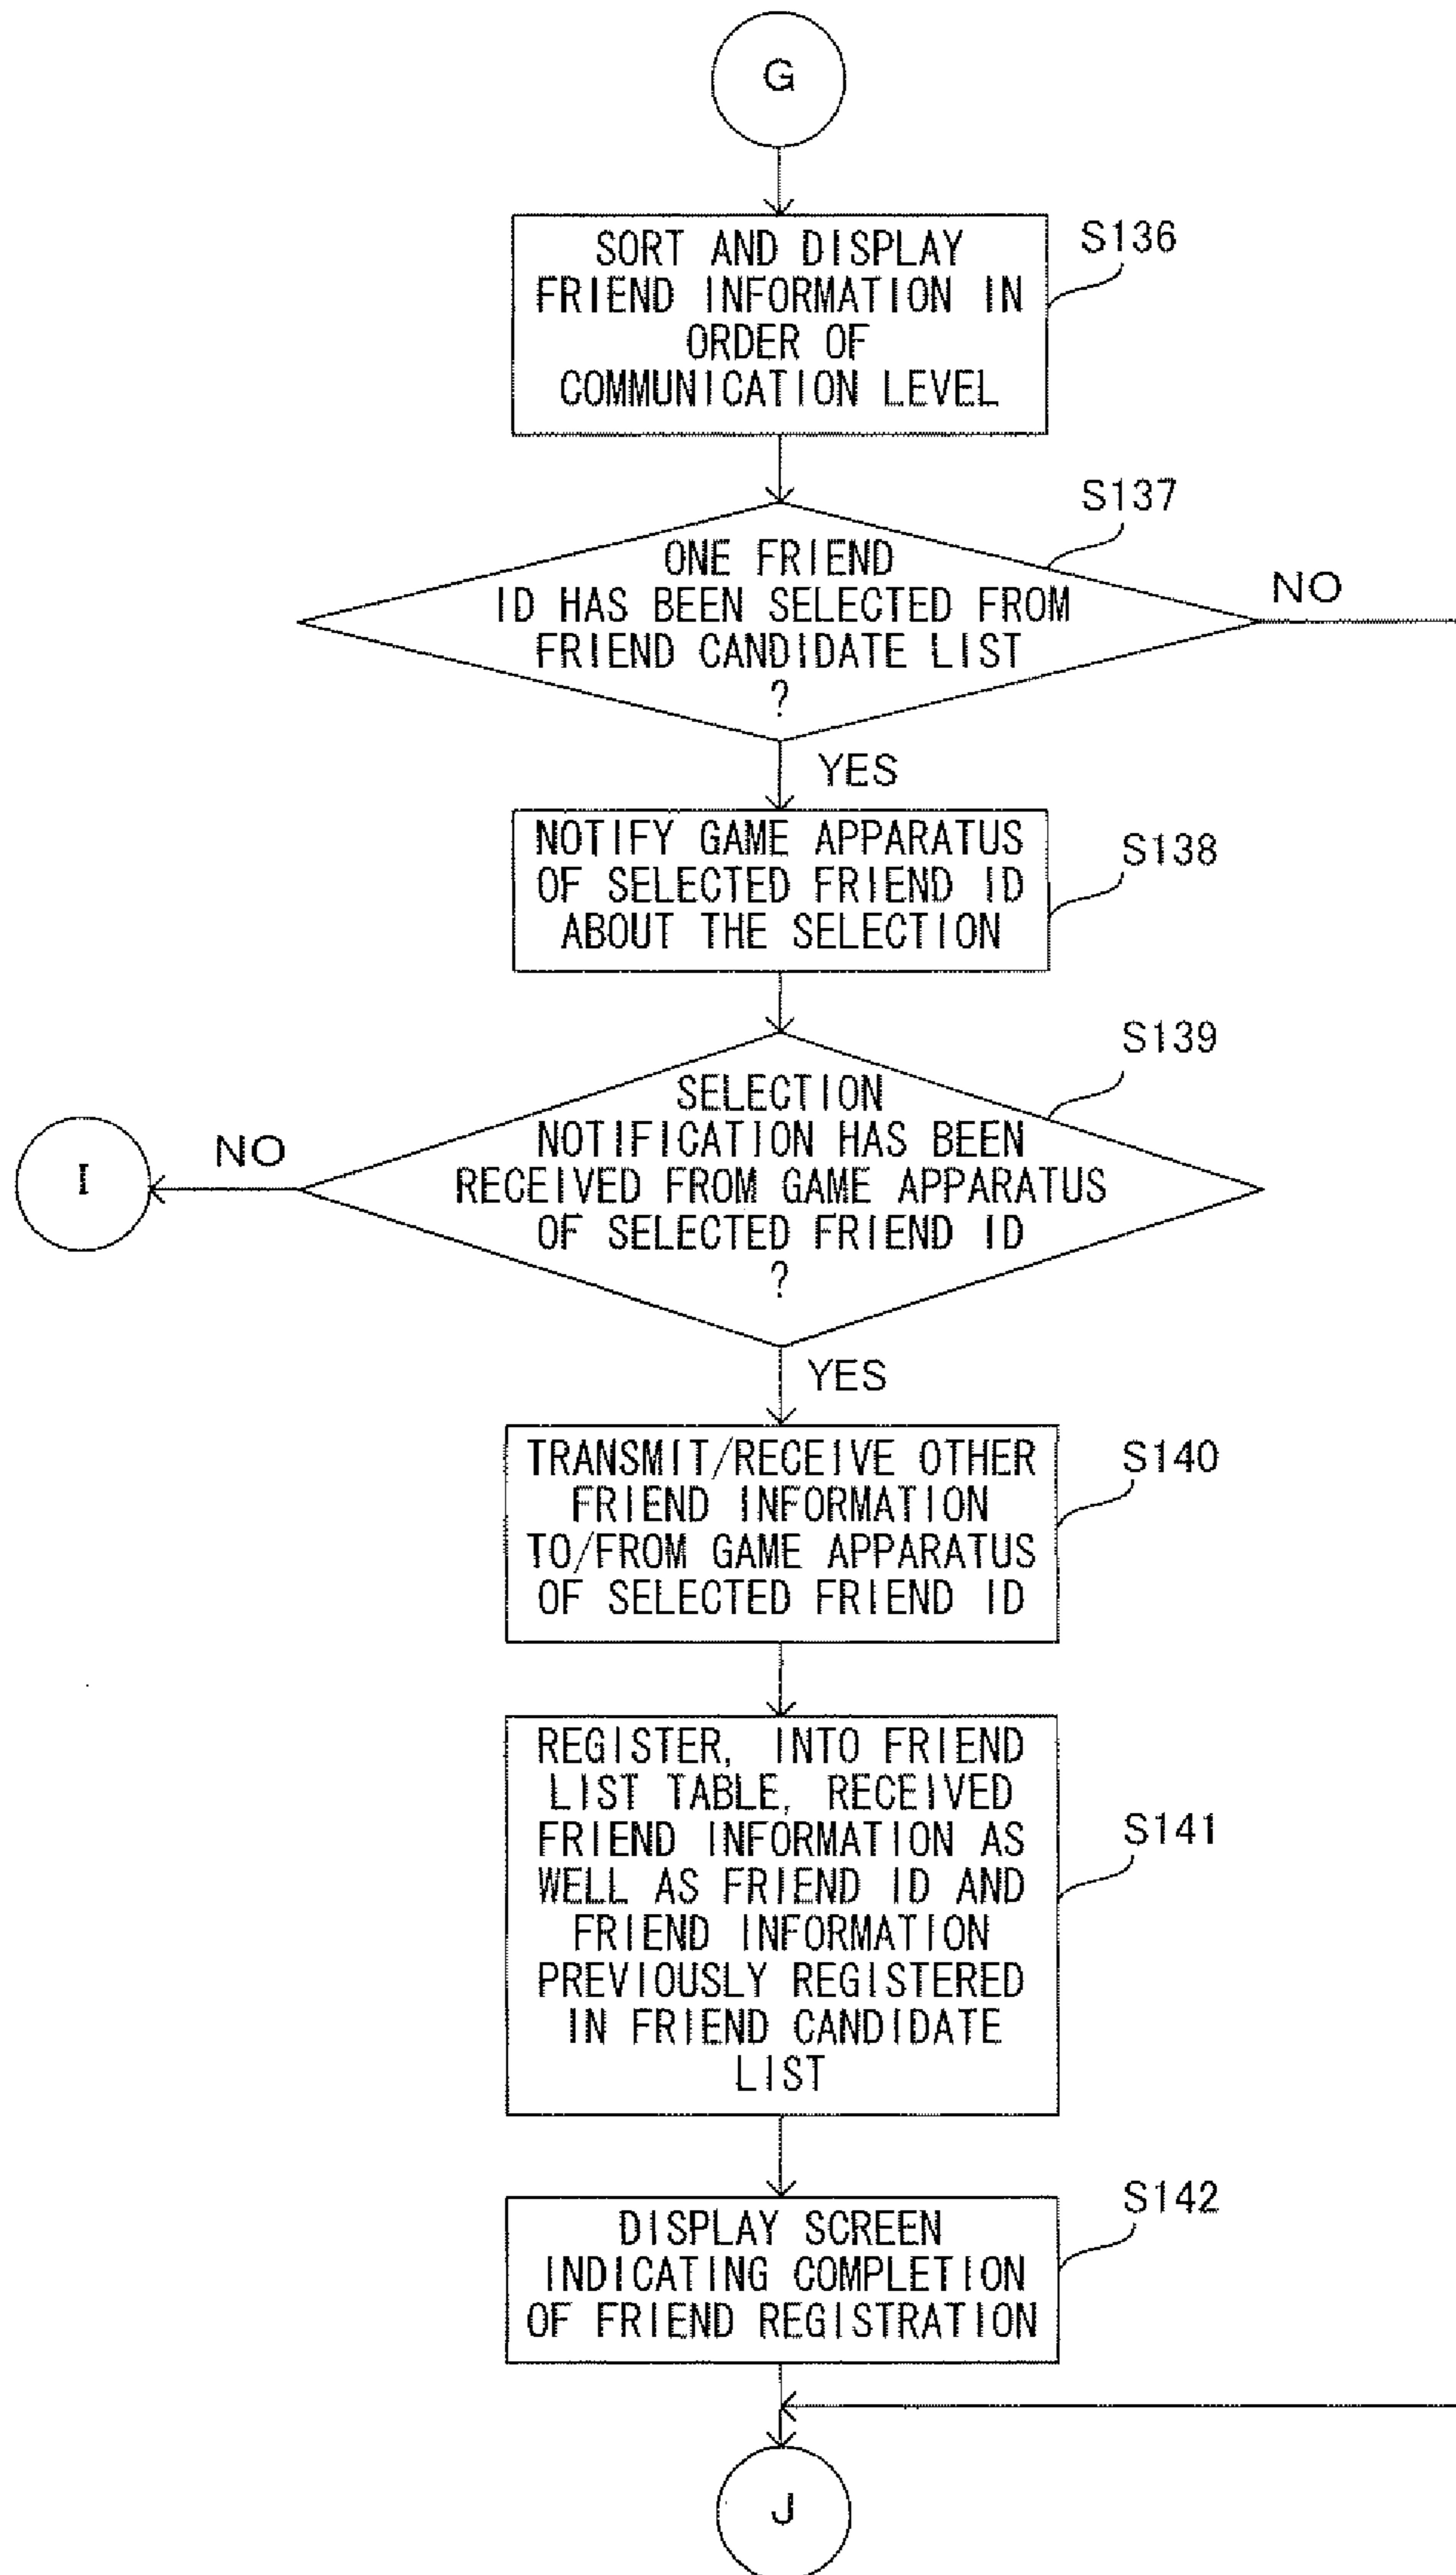 G
SORT AND DISPLAY
FRIEND INFORMATION IN
ORDER OF
COMMUNICATION LEVEL
S136
ONE FRIEND
ID HAS BEEN SELECTED FROM
FRIEND CANDIDATE LIST
?
S137
NO
YES
NOTIFY GAME APPARATUS
OF SELECTED FRIEND ID
ABOUT THE SELECTION
S138
SELECTION
NOTIFICATION HAS BEEN
RECEIVED FROM GAME APPARATUS
OF SELECTED FRIEND ID
?
S139
NO
I
YES
TRANSMIT/RECEIVE OTHER
FRIEND INFORMATION
TO/FROM GAME APPARATUS
OF SELECTED FRIEND ID
S140
REGISTER, INTO FRIEND
LIST TABLE, RECEIVED
FRIEND INFORMATION AS
WELL AS FRIEND ID AND
FRIEND INFORMATION
PREVIOUSLY REGISTERED
IN FRIEND CANDIDATE
LIST
S141
DISPLAY SCREEN
INDICATING COMPLETION
OF FRIEND REGISTRATION
S142
J